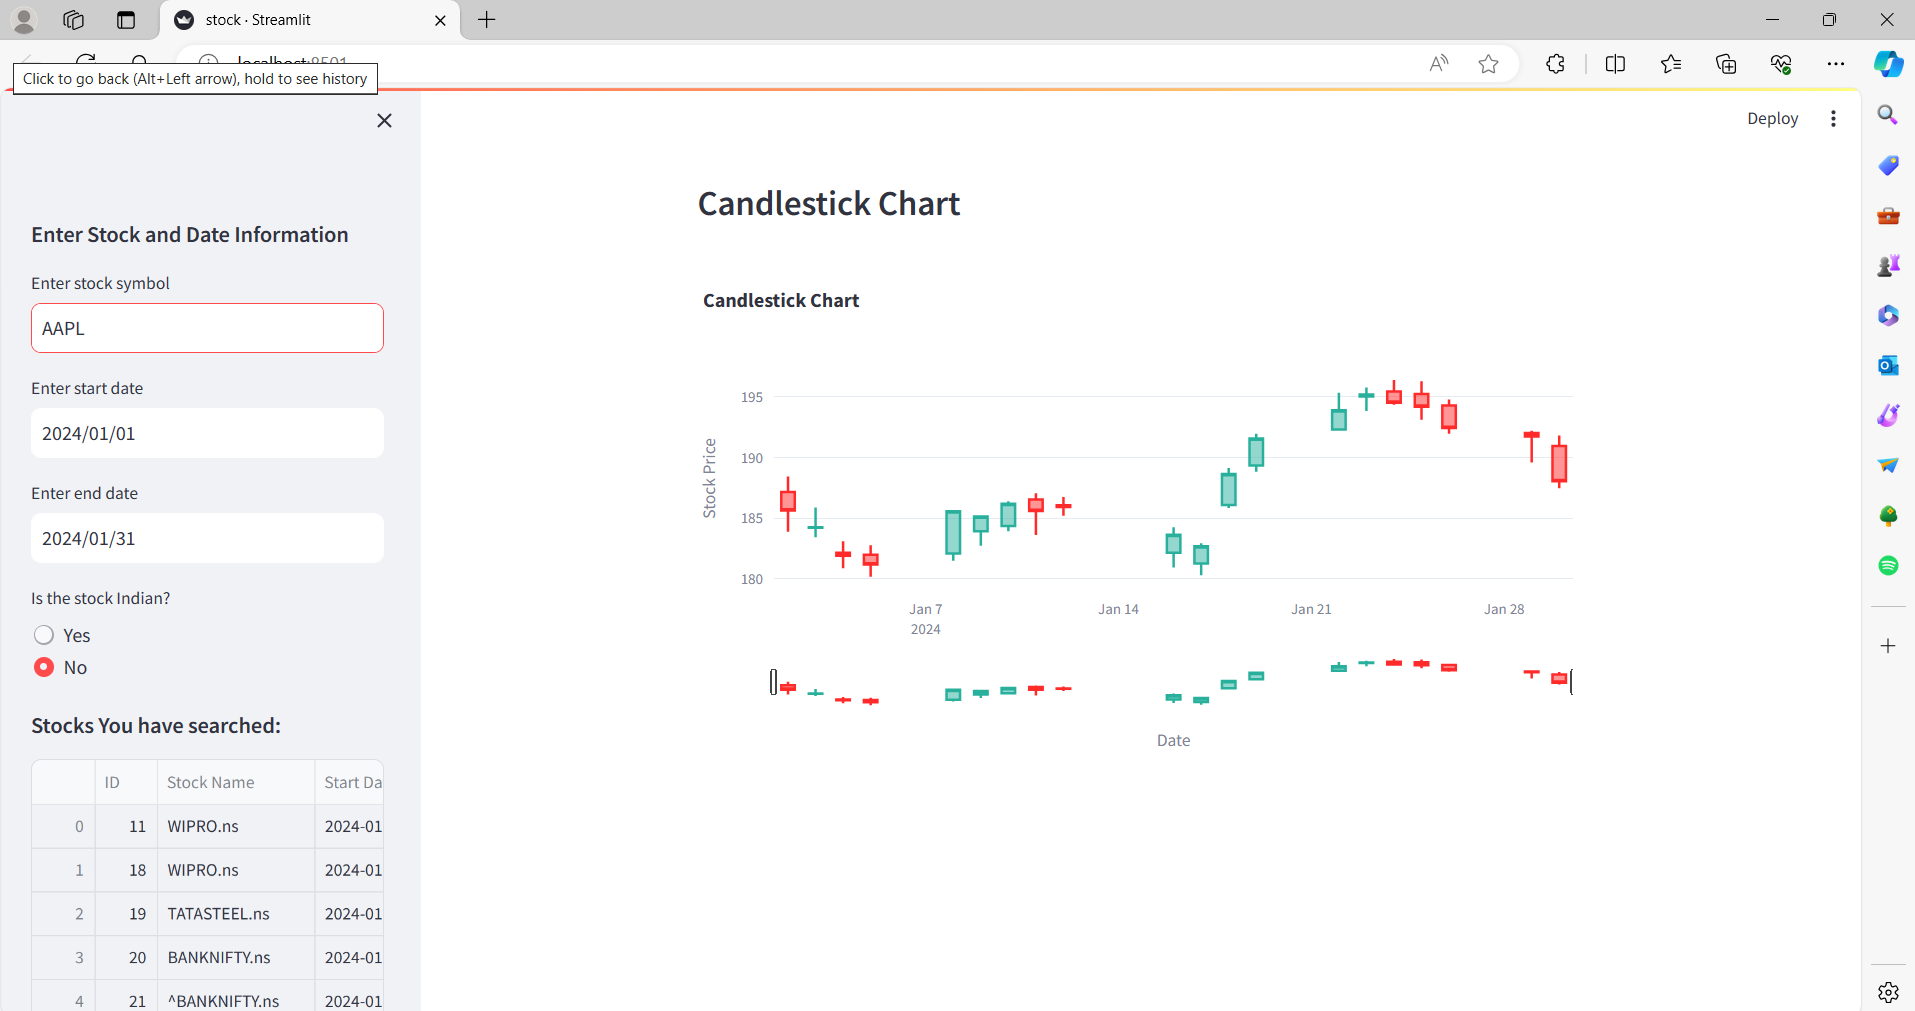 stock · Streamlit
localhost:8501
Click to go back (Alt+Left arrow), hold to see history
Deploy
Enter Stock and Date Information
Enter stock symbol
AAPL
Enter start date
2024/01/01
Enter end date
2024/01/31
Is the stock Indian?
Yes
No
Stocks You have searched:
ID Stock Name Start Da
0 11 WIPRO.ns 2024-01
1 18 WIPRO.ns 2024-01
2 19 TATASTEEL.ns 2024-01
3 20 BANKNIFTY.ns 2024-01
4 21 ^BANKNIFTY.ns 2024-01
Candlestick Chart
Candlestick Chart
Stock Price
195
190
185
180
Jan 7 Jan 14 Jan 21 Jan 28
2024
Date